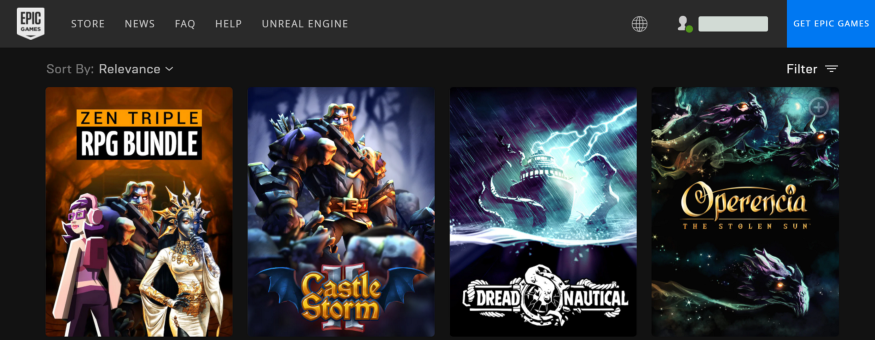 EPIC
GAMES
STORE NEWS FAQ HELP UNREAL ENGINE
GET EPIC GAMES
Sort By: Relevance
Filter
ZEN TRIPLE
RPG BUNDLE
Castle
Storm
II
DREAD NAUTICAL
Operencia
THE STOLEN SUN